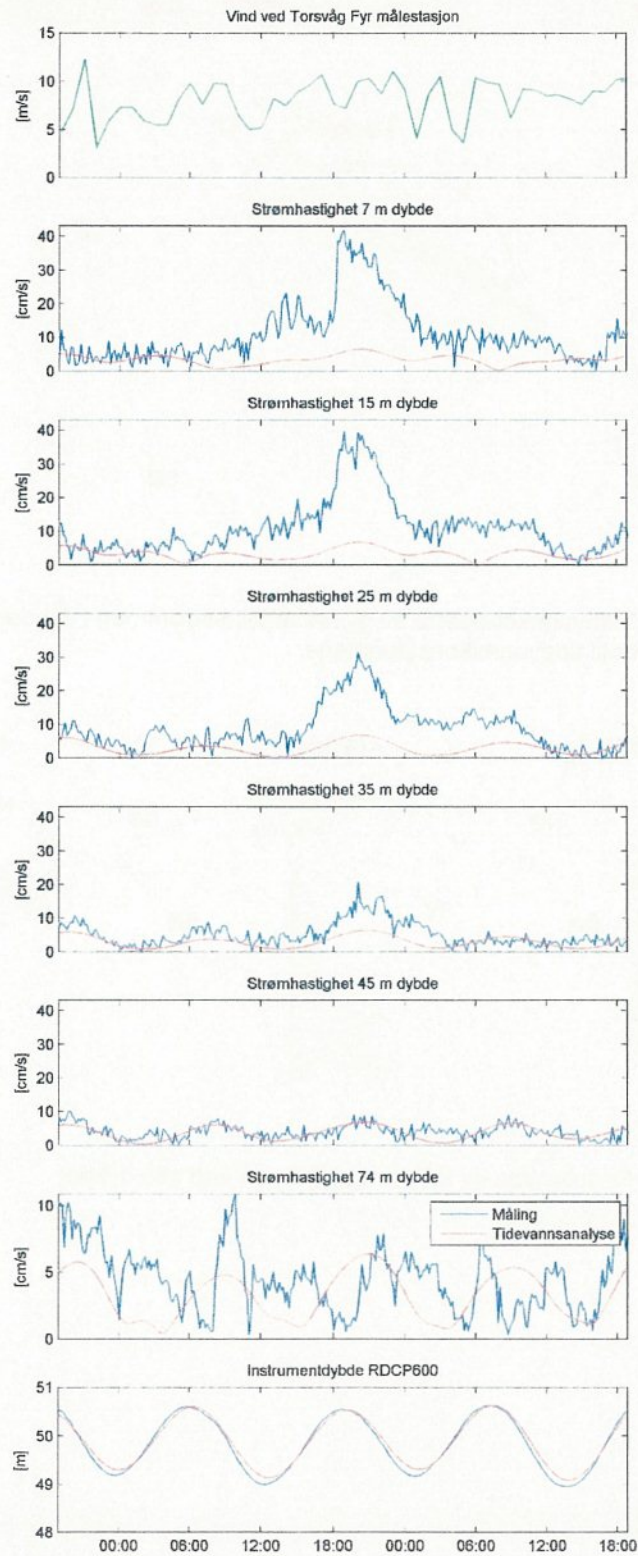 Vind ved Torsvåg Fyr målestasjon
15
10
5
0
[m/s]
Strømhastighet 7 m dybde
40
30
20
10
0
[cm/s]
Strømhastighet 15 m dybde
40
30
20
10
0
[cm/s]
Strømhastighet 25 m dybde
40
30
20
10
0
[cm/s]
Strømhastighet 35 m dybde
40
30
20
10
0
[cm/s]
Strømhastighet 45 m dybde
40
30
20
10
0
[cm/s]
Strømhastighet 74 m dybde
10
5
0
[cm/s]
Måling
Tidevannsanalyse
Instrumentdybde RDCP600
51
50
49
48
[m]
00:00 06:00 12:00 18:00 00:00 06:00 12:00 18:00